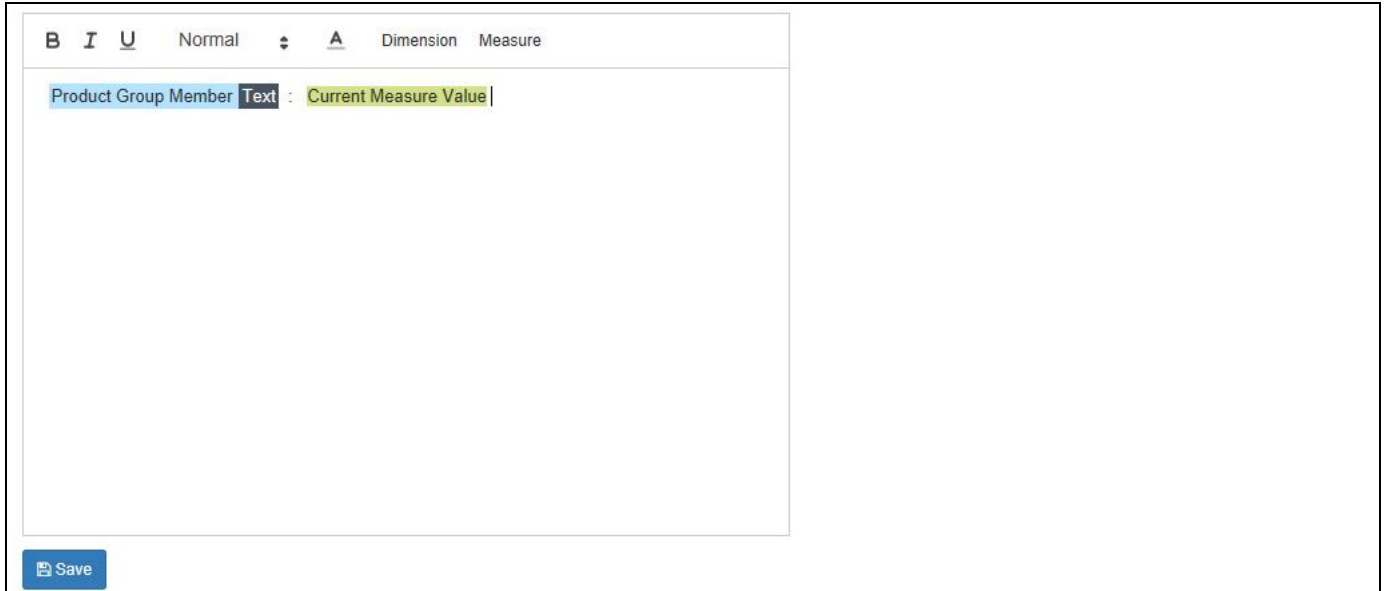 B I U Normal A Dimension Measure
Product Group Member Text : Current Measure Value
Save